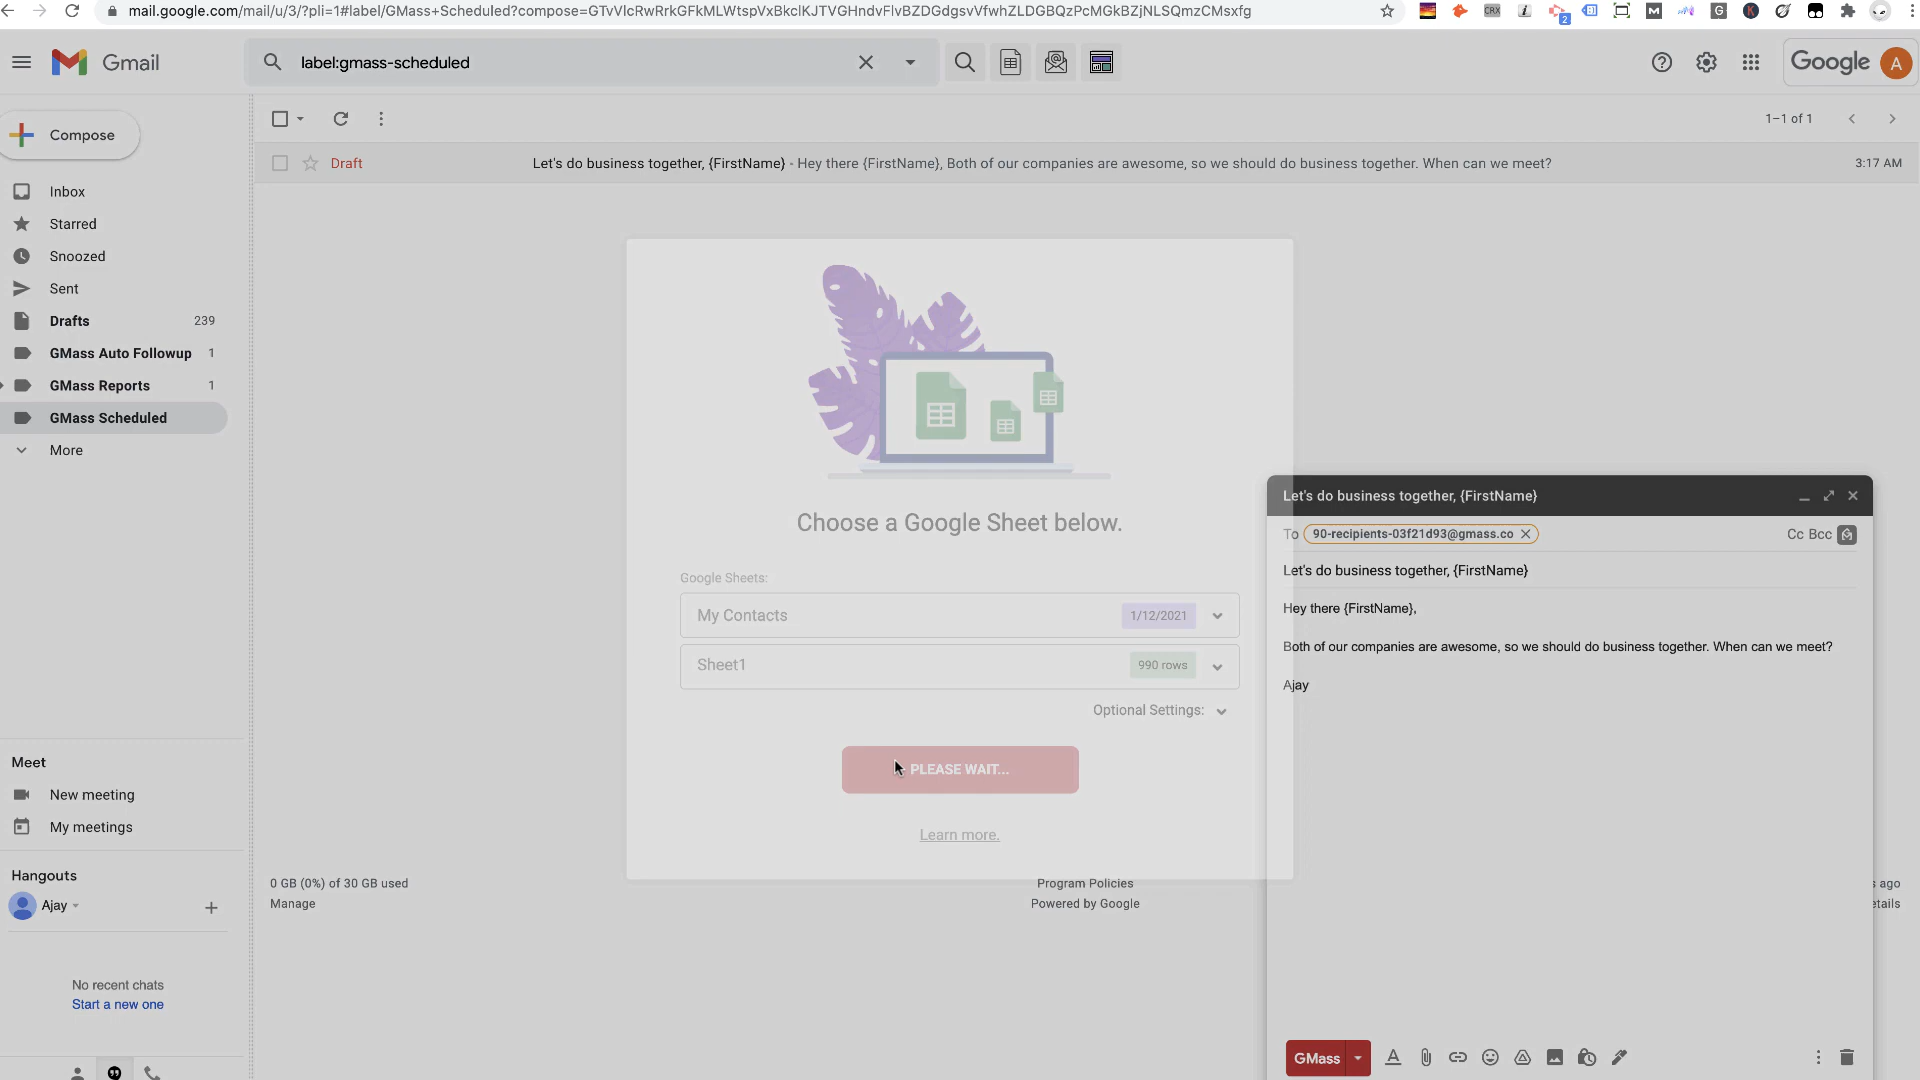 mail.google.com/mail/u/3/?pli=1#label/GMass+Scheduled?compose=GTvVlcRwRrkGFkMLWtspVxBkclKJTVGHndvFlvBZDGdgsvVfwhZLDGBQzPcMGkBZjNLSQmzCMsxfg
CRX
2
M
G
K
Gmail
label:gmass-scheduled
Google
A
Compose
1–1 of 1
Draft
Let's do business together, {FirstName} - Hey there {FirstName}, Both of our companies are awesome, so we should do business together. When can we meet?
3:17 AM
Inbox
Starred
Snoozed
Sent
Drafts 239
GMass Auto Followup 1
GMass Reports 1
GMass Scheduled
More
Choose a Google Sheet below.
Google Sheets:
My Contacts 1/12/2021
Sheet1 990 rows
Optional Settings:
PLEASE WAIT...
Learn more.
Let's do business together, {FirstName}
To 90-recipients-03f21d93@gmass.co
Cc Bcc
Let's do business together, {FirstName}
Hey there {FirstName},
Both of our companies are awesome, so we should do business together. When can we meet?
Ajay
Meet
New meeting
My meetings
Hangouts
Ajay
No recent chats
Start a new one
0 GB (0%) of 30 GB used
Manage
Program Policies
Powered by Google
ago
GMass